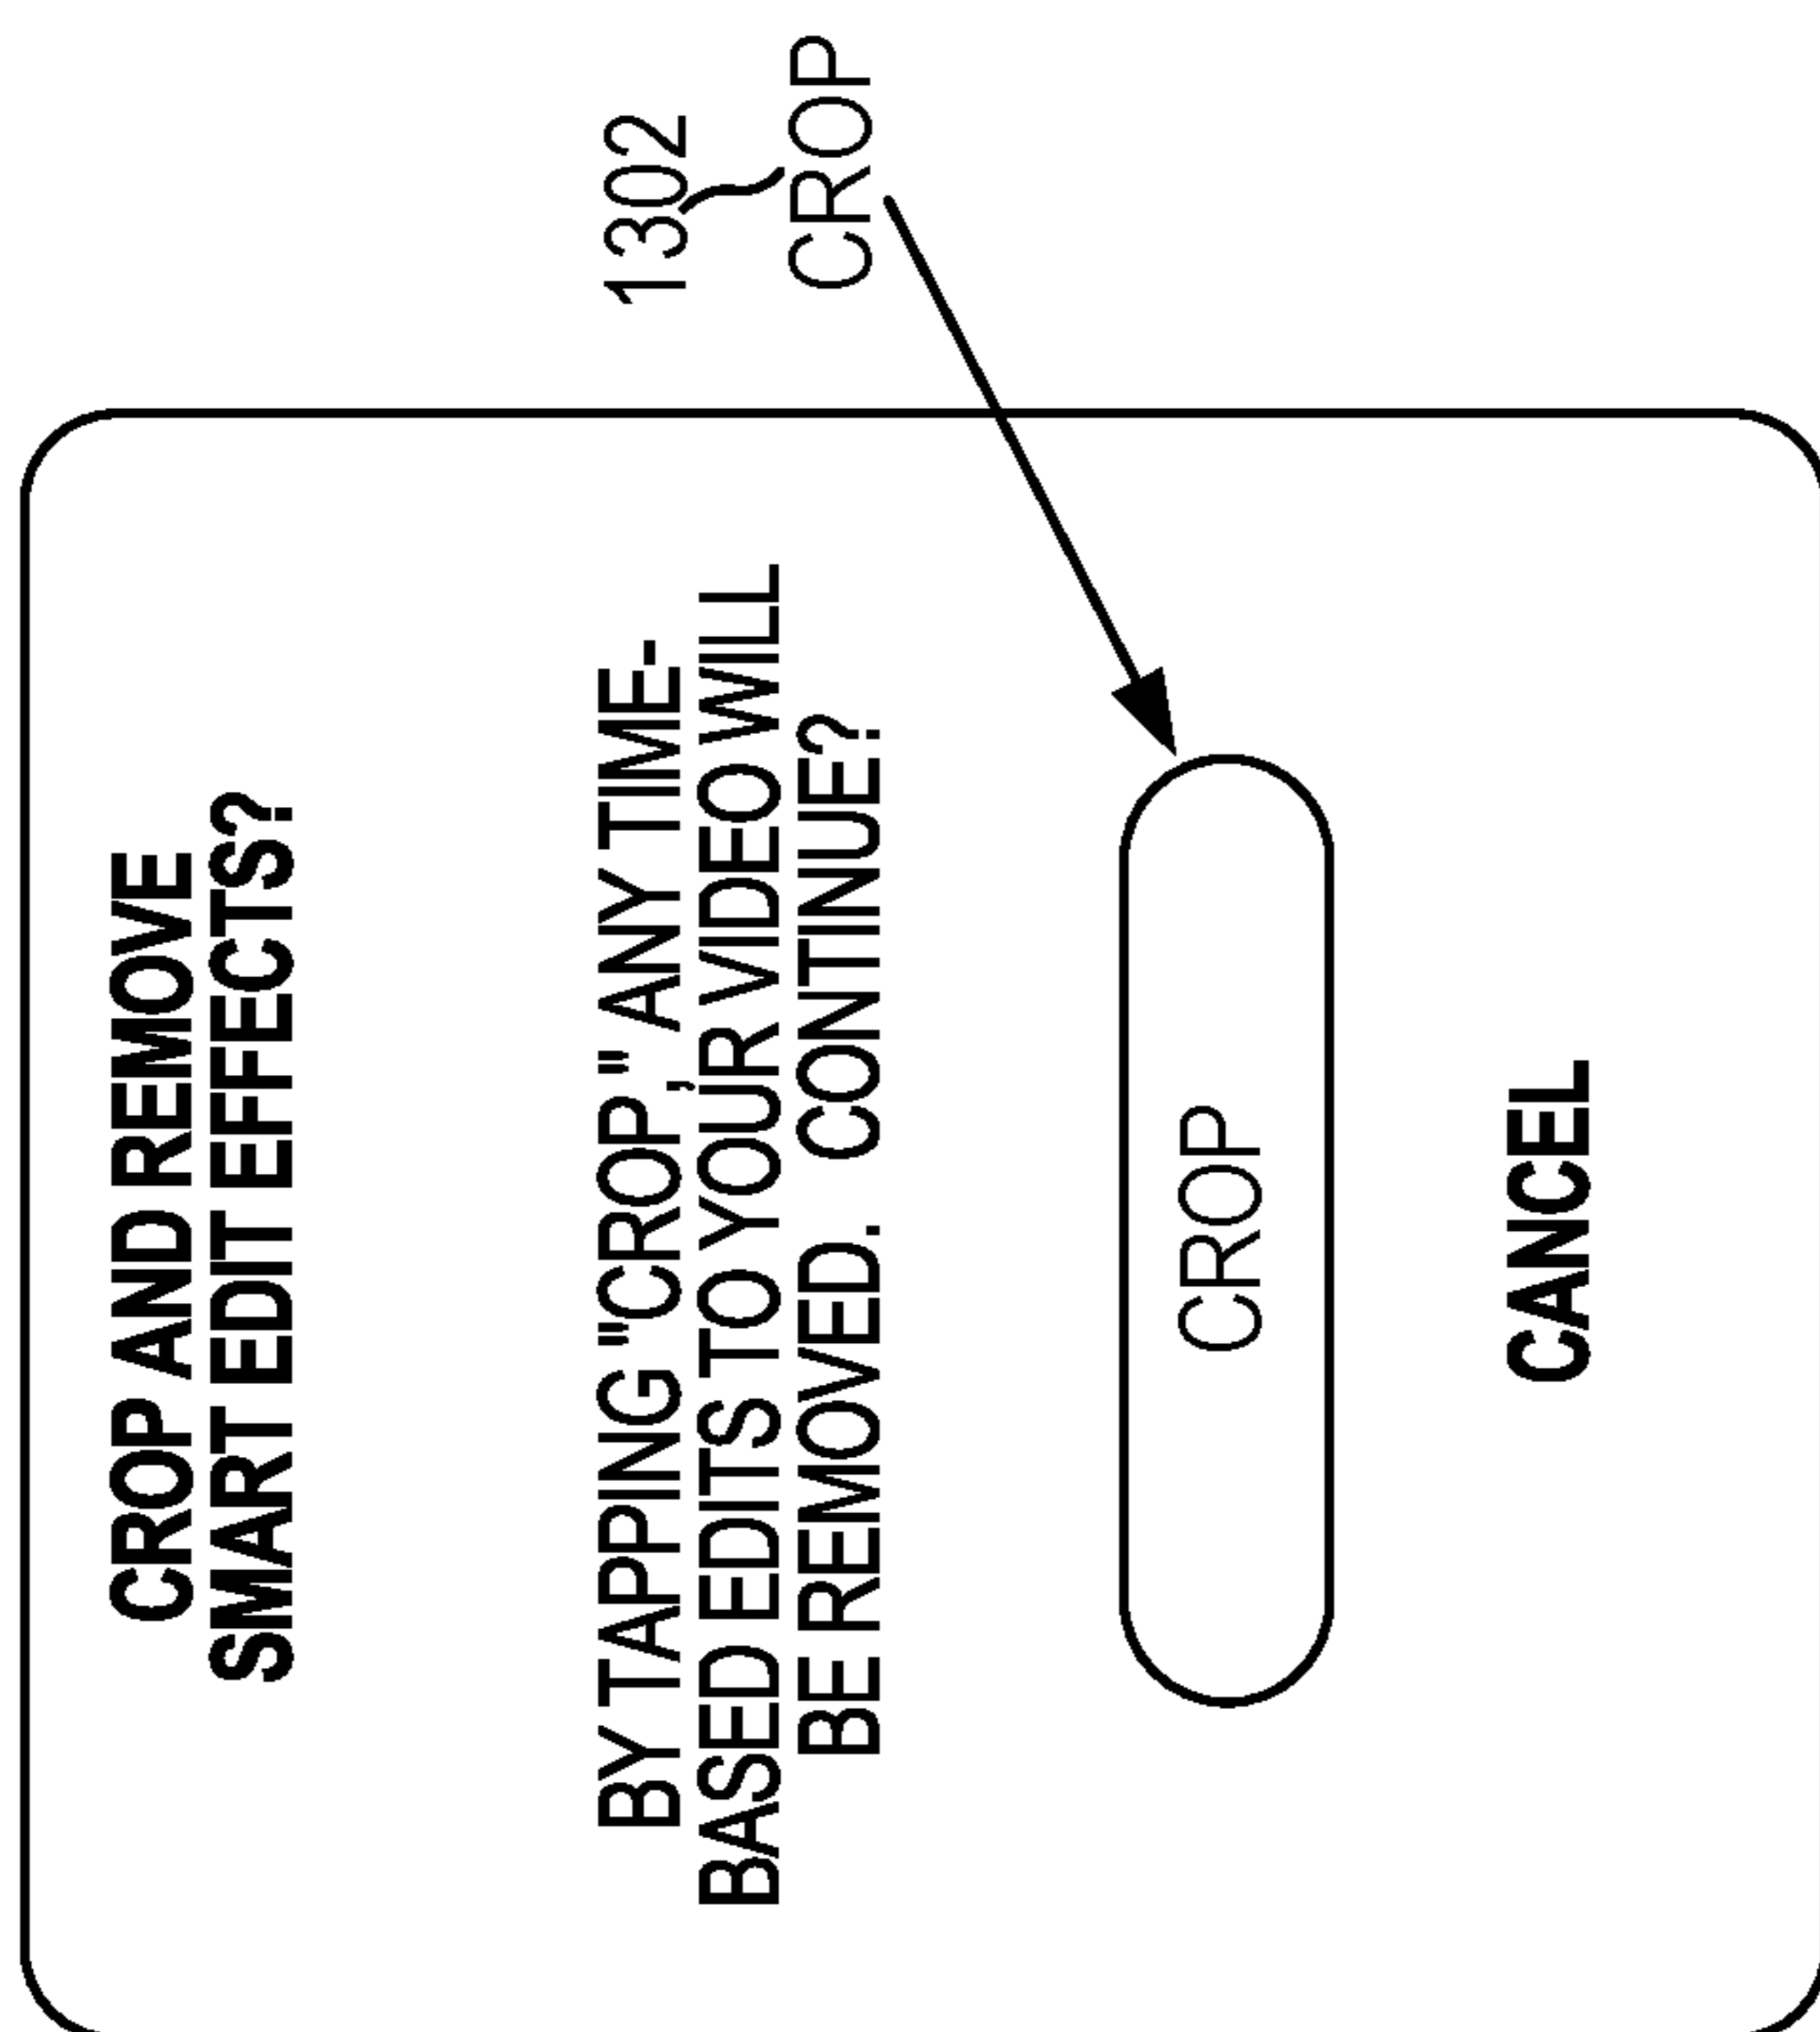 CROP AND REMOVE
SMART EDIT EFFECTS?
BY TAPPING "CROP," ANY TIME-
BASED EDITS TO YOUR VIDEO WILL
BE REMOVED. CONTINUE?
CROP
CANCEL
1302
CROP